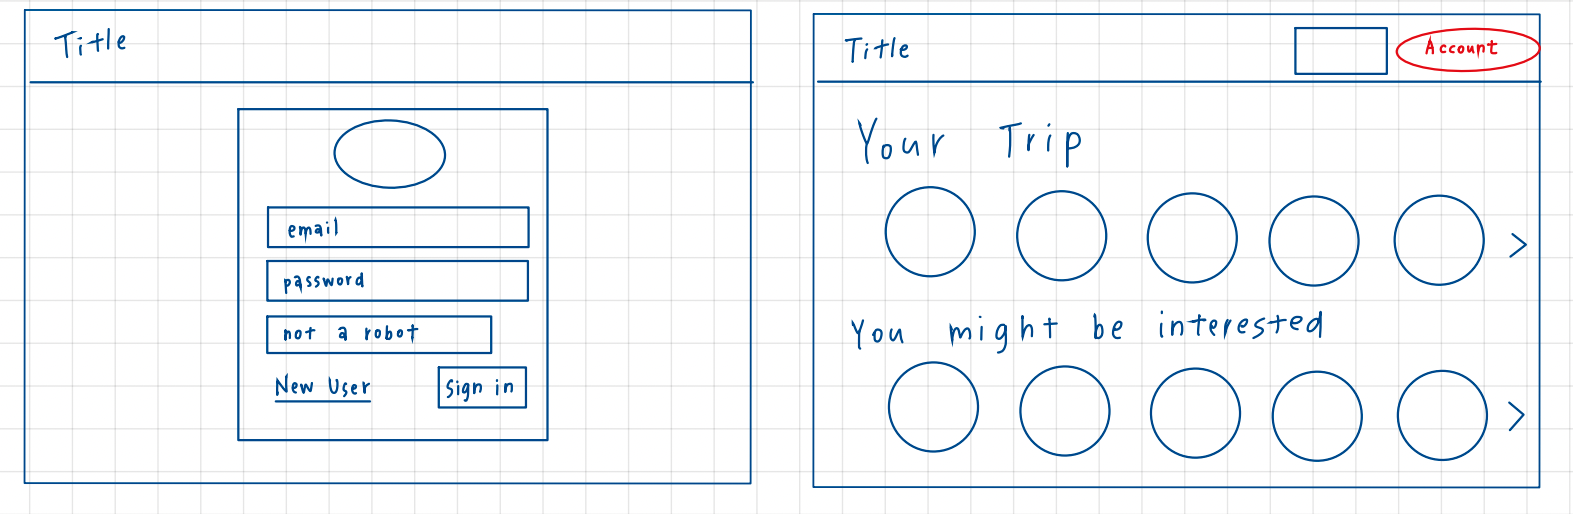 Title
email
password
not a robot
New User
Sign in
Title
Account
Your Trip
>
You might be interested
>